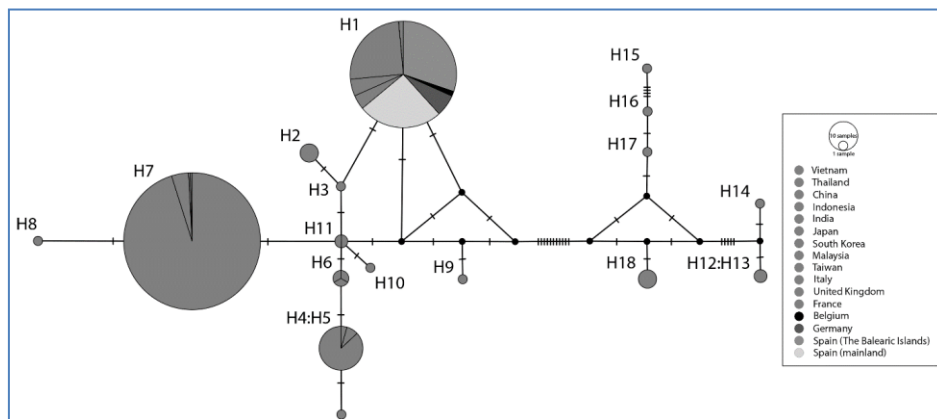 H1
H15
H16
H2
H17
H7
H3
H14
H8
H11
H6
H10
H9
H18
H12:H13
H4:H5
10 samples
1 sample
Vietnam
Thailand
China
Indonesia
India
Japan
South Korea
Malaysia
Taiwan
Italy
United Kingdom
France
Belgium
Germany
Spain (The Balearic Islands)
Spain (mainland)